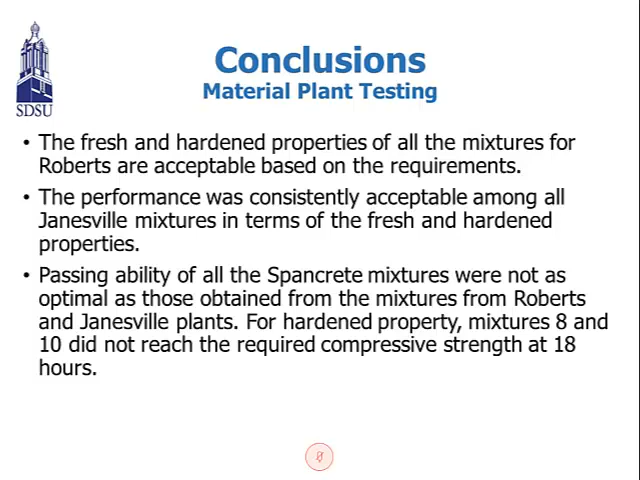 SDSU
Conclusions
Material Plant Testing
• The fresh and hardened properties of all the mixtures for
Roberts are acceptable based on the requirements.
• The performance was consistently acceptable among all
Janesville mixtures in terms of the fresh and hardened
properties.
• Passing ability of all the Spancrete mixtures were not as
optimal as those obtained from the mixtures from Roberts
and Janesville plants. For hardened property, mixtures 8 and
10 did not reach the required compressive strength at 18
hours.